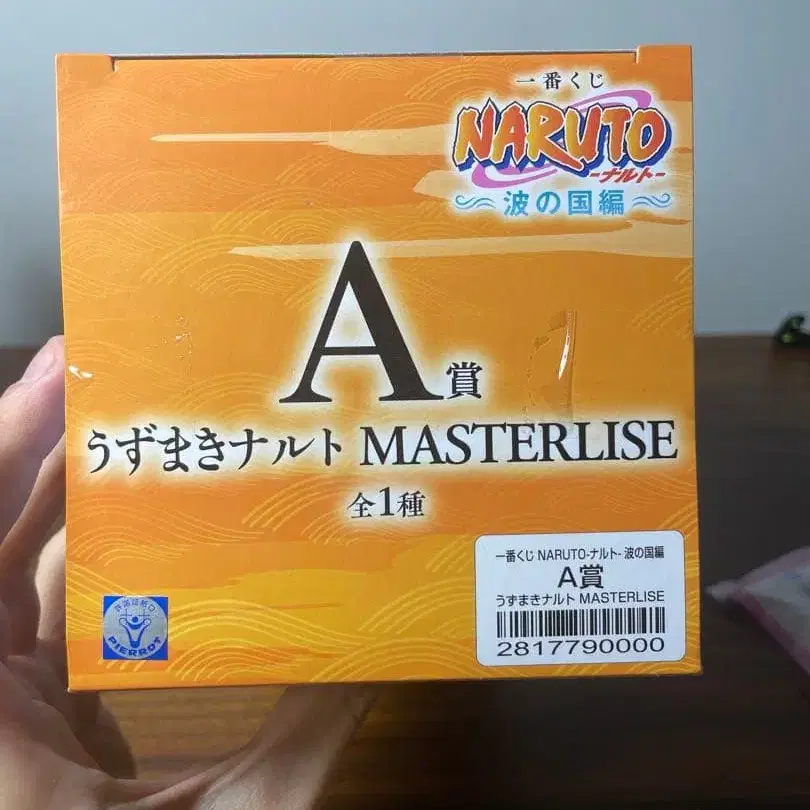 一番くじ
NARUTO
-ナルト-
波の国編
A賞
うずまきナルト MASTERLISE
全1種
一番くじ NARUTO-ナルト- 波の国編
A賞
うずまきナルト MASTERLISE
2817790000
PIERROT